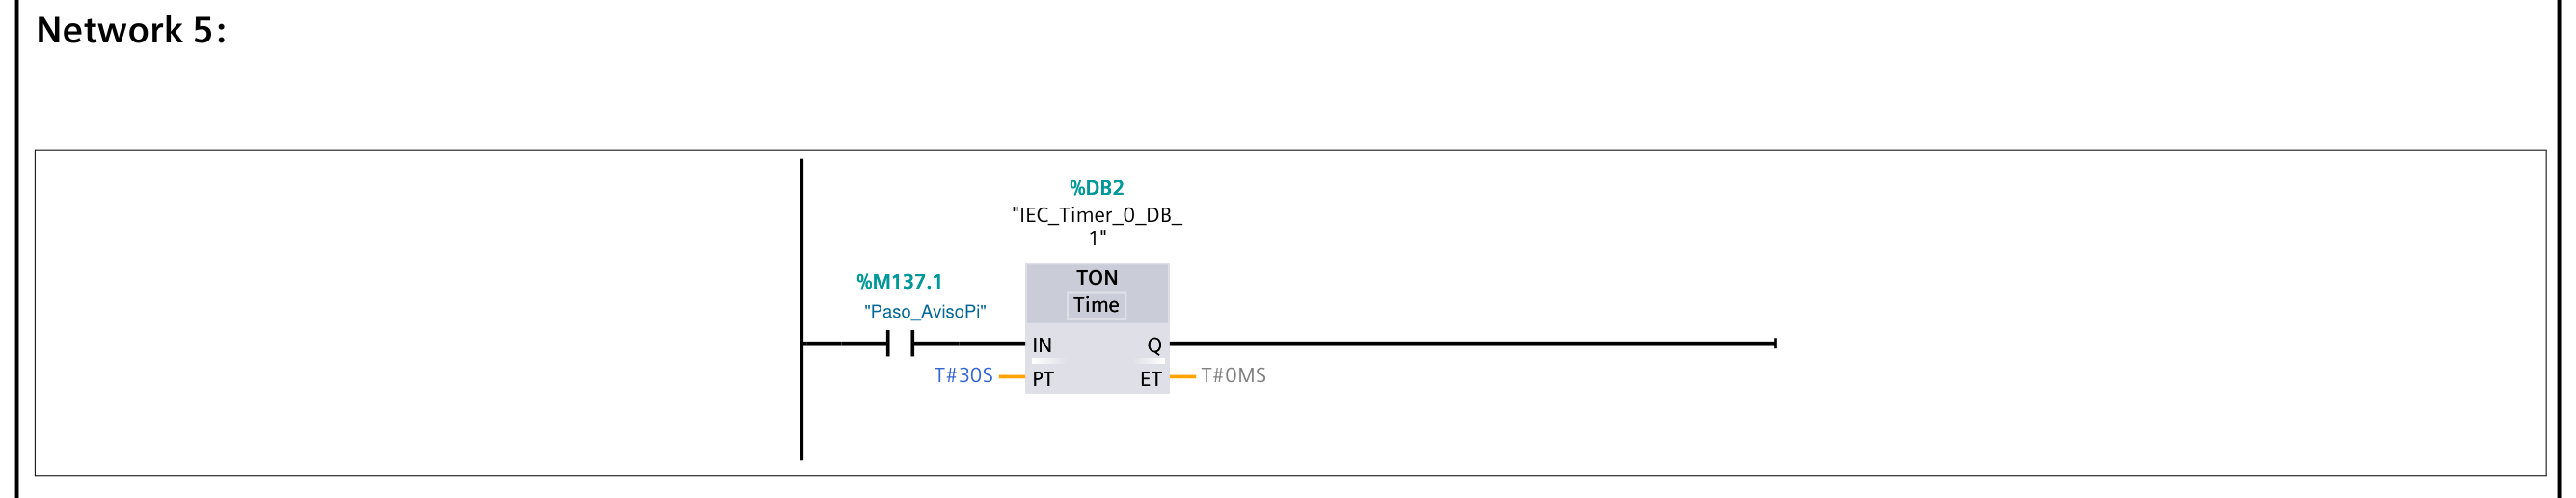 Network 5:
%DB2
"IEC_Timer_0_DB_
1"
%M137.1
"Paso_AvisoPi"
TON
Time
IN
Q
T#30S
PT
ET
T#0MS